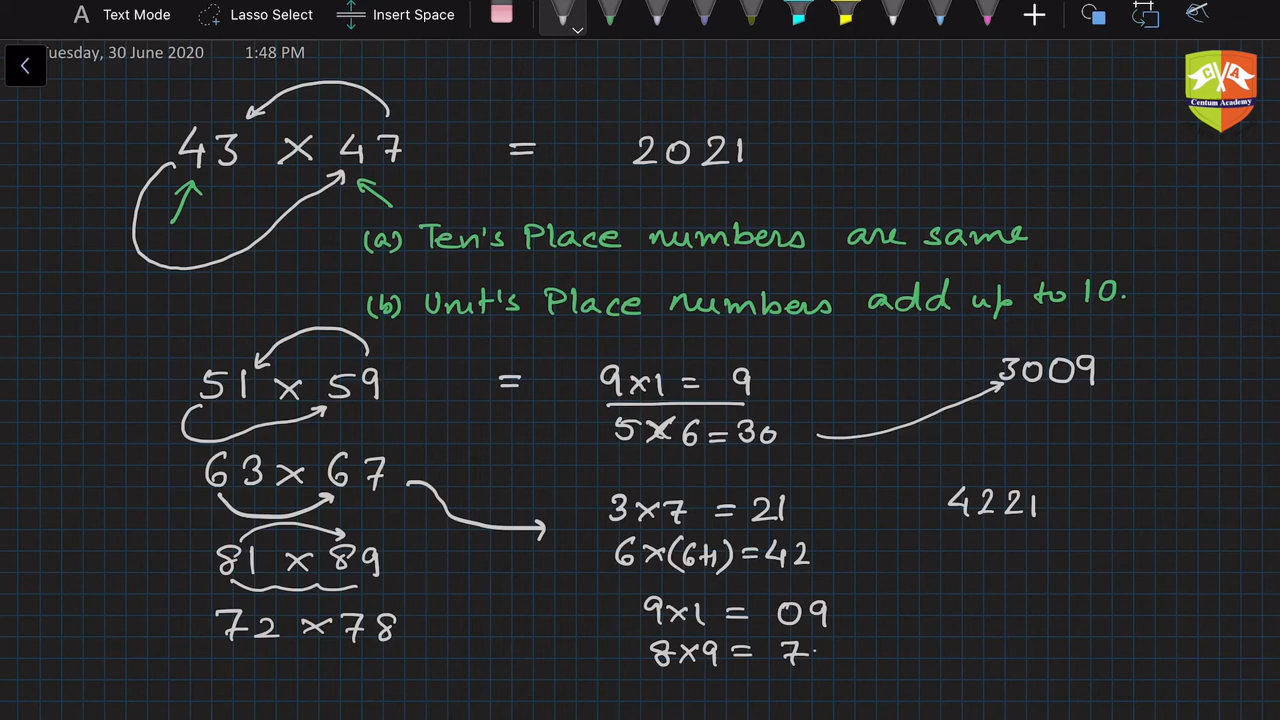 Text Mode Lasso Select Insert Space
Tuesday, 30 June 2020 1:48 PM
C A
Centum Academy
43 × 47 = 2021
(a) Ten's Place numbers are same
(b) Unit's Place numbers add up to 10.
51 × 59 = 9×1 = 9
5×6=30
3009
63 × 67
3×7 = 21
6×(6+1)=42
4221
81 × 89
9×1 = 09
72 × 78
8×9 = 7